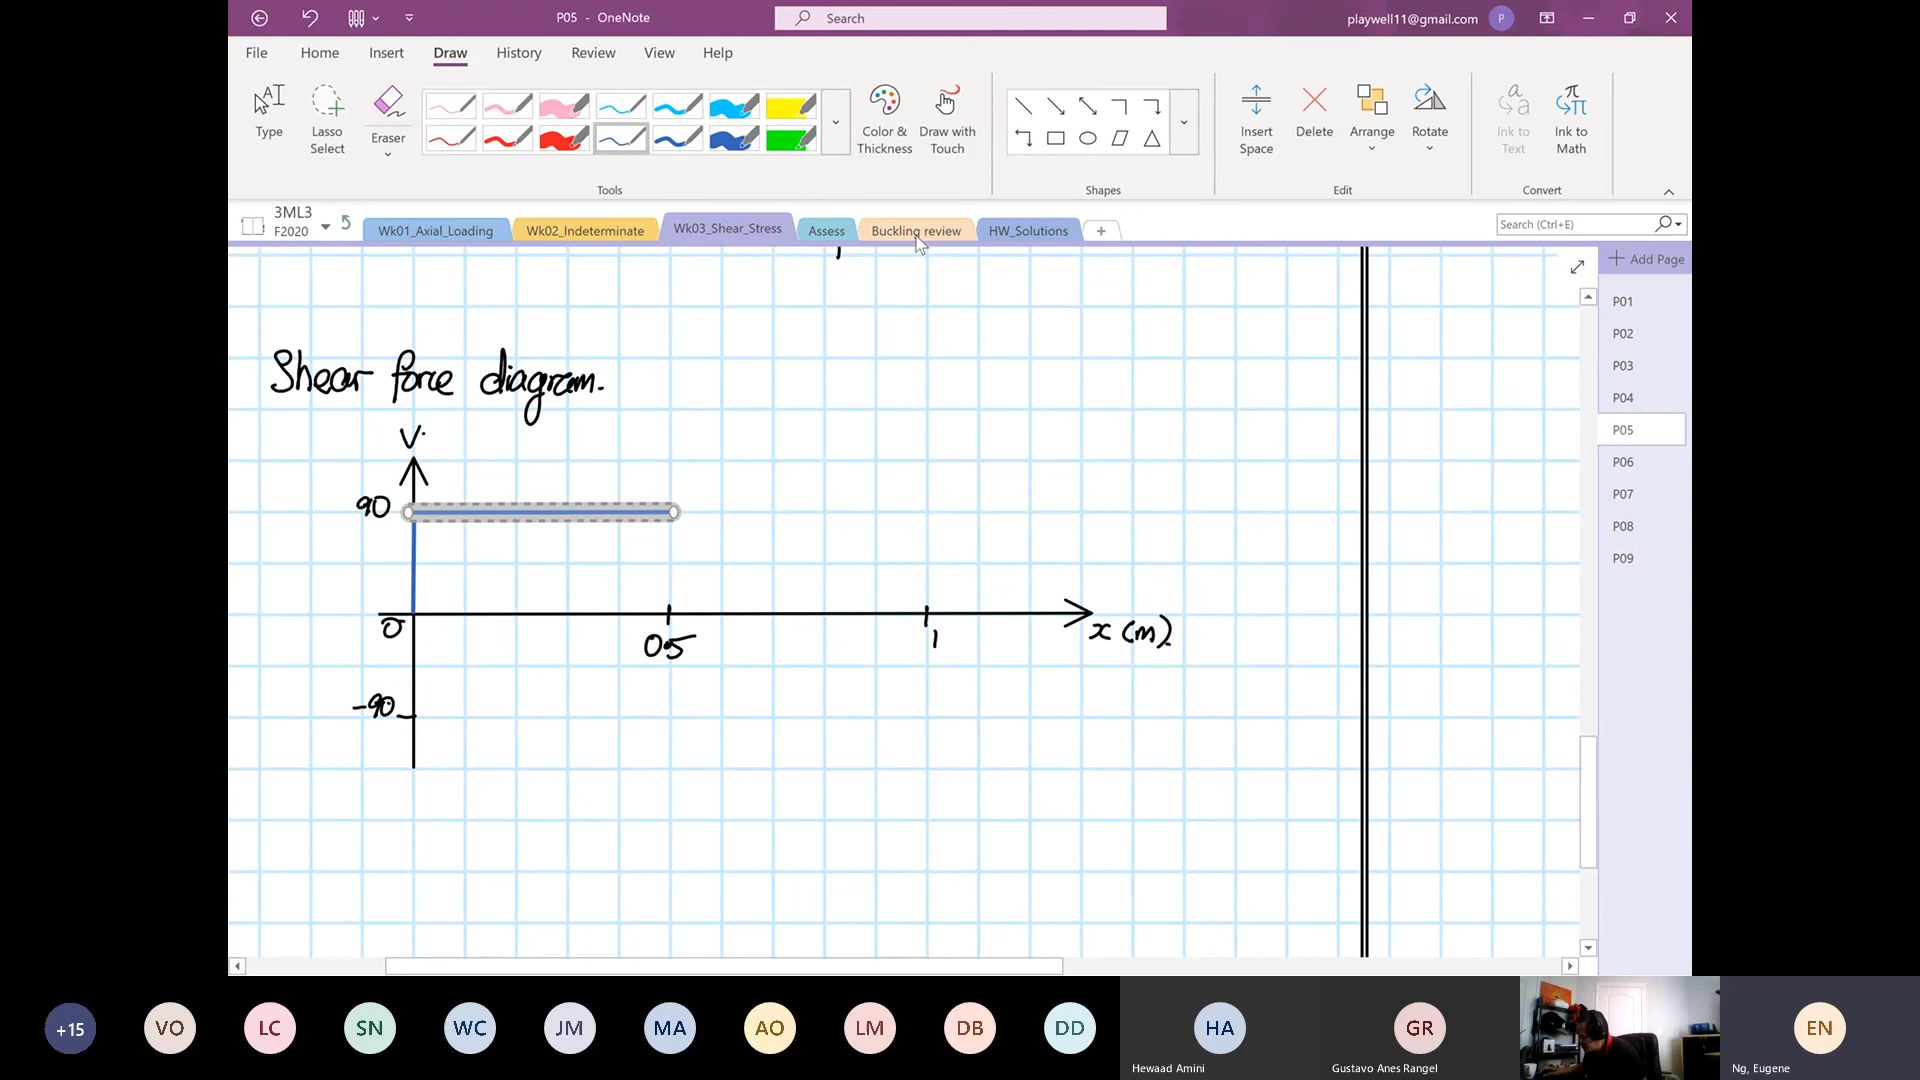 P05 - OneNote
Search
playwell11@gmail.com
P
File
Home
Insert
Draw
History
Review
View
Help
Type
Lasso
Select
Eraser
Color &
Thickness
Draw with
Touch
Insert
Space
Delete
Arrange
Rotate
Ink to
Text
Ink to
Math
Tools
Shapes
Edit
Convert
3ML3
F2020
Wk01_Axial_Loading
Wk02_Indeterminate
Wk03_Shear_Stress
Assess
Buckling review
HW_Solutions
Search (Ctrl+E)
Add Page
P01
P02
P03
P04
P05
P06
P07
P08
P09
Shear force diagram.
V
90
0
0.5
1
x (m)
-90
+15
VO
LC
SN
WC
JM
MA
AO
LM
DB
DD
HA
Hewaad Amini
GR
Gustavo Anes Rangel
EN
Ng, Eugene